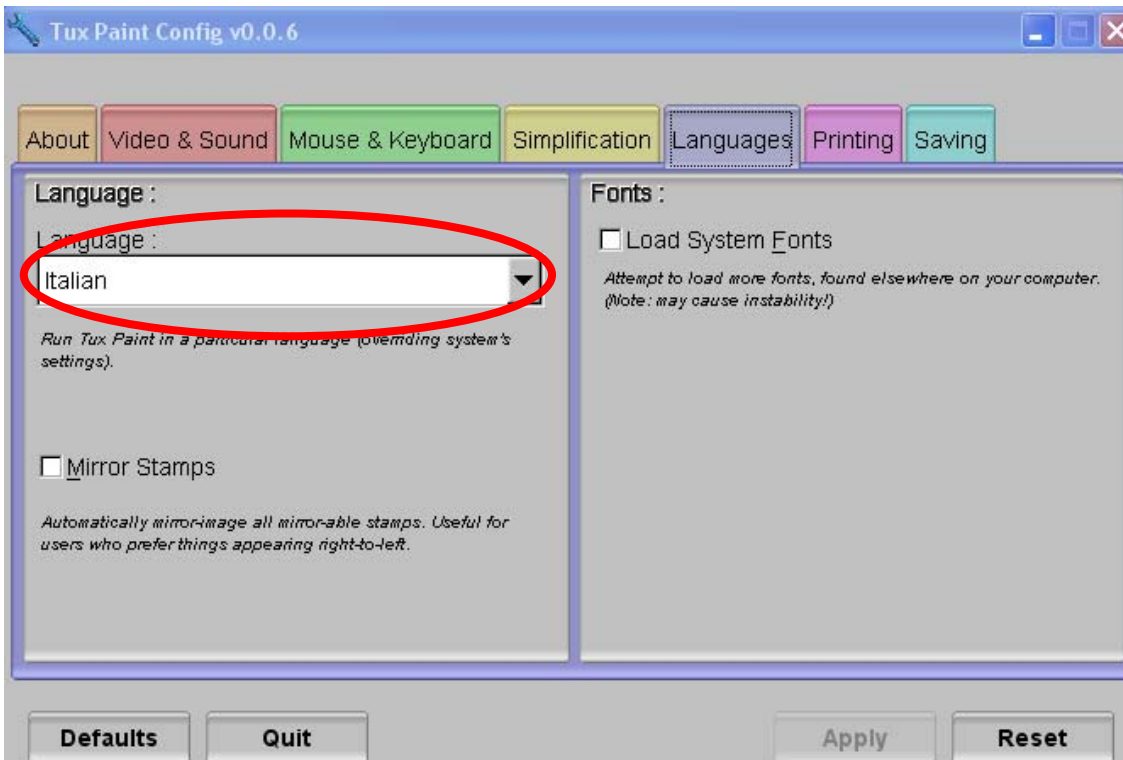 Tux Paint Config v0.0.6
About Video & Sound Mouse & Keyboard Simplification Languages Printing Saving
Language :
Language :
Italian
Run Tux Paint in a particular language (overriding system's
settings).
Mirror Stamps
Automatically mirror-image all mirror-able stamps. Useful for
users who prefer things appearing right-to-left.
Fonts :
Load System Fonts
Attempt to load more fonts, found elsewhere on your computer.
(Note: may cause instability!)
Defaults Quit Apply Reset